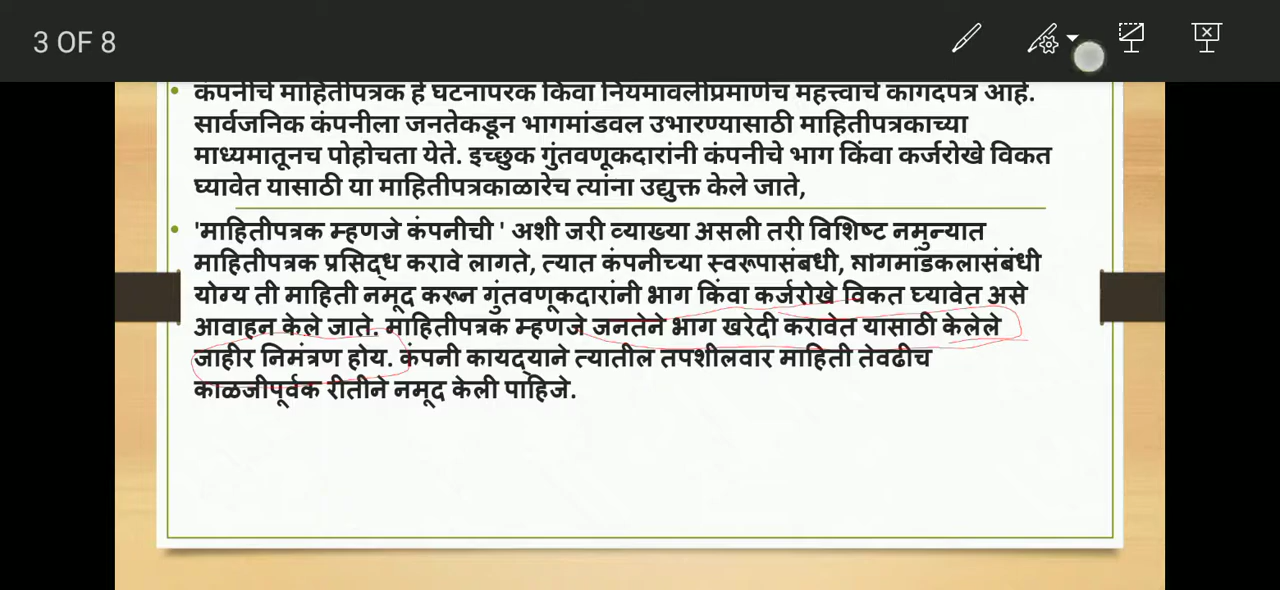 3 OF 8
कंपनीचे माहितीपत्रक हे घटनापरक किंवा नियमावलीप्रमाणेच महत्त्वाचे कागदपत्र आहे.
सार्वजनिक कंपनीला जनतेकडून भागमांडवल उभारण्यासाठी माहितीपत्रकाच्या
माध्यमातूनच पोहोचता येते. इच्छुक गुंतवणूकदारांनी कंपनीचे भाग किंवा कर्जरोखे विकत
घ्यावेत यासाठी या माहितीपत्रकाळारेच त्यांना उद्युक्त केले जाते,
'माहितीपत्रक म्हणजे कंपनीची ' अशी जरी व्याख्या असली तरी विशिष्ट नमुन्यात
माहितीपत्रक प्रसिद्ध करावे लागते, त्यात कंपनीच्या स्वरूपासंबधी, मागमांडकलासंबंधी
योग्य ती माहिती नमूद करून गुंतवणूकदारांनी भाग किंवा कर्जरोखे विकत घ्यावेत असे
आवाहन केले जाते. माहितीपत्रक म्हणजे जनतेने भाग खरेदी करावेत यासाठी केलेले
जाहीर निमंत्रण होय. कंपनी कायद्याने त्यातील तपशीलवार माहिती तेवढीच
काळजीपूर्वक रीतीने नमूद केली पाहिजे.